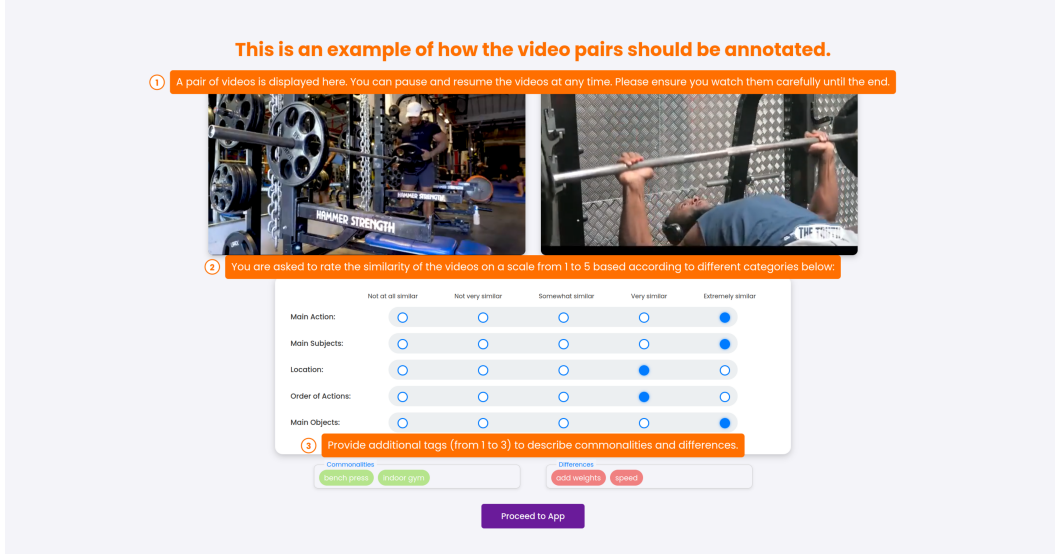 This is an example of how the video pairs should be annotated.
1 A pair of videos is displayed here. You can pause and resume the videos at any time. Please ensure you watch them carefully until the end.
HAMMER STRENGTH
HAMMER STRENGTH
2 You are asked to rate the similarity of the videos on a scale from 1 to 5 based according to different categories below:
Not at all similar Not very similar Somewhat similar Very similar Extremely similar
Main Action:
Main Subjects:
Location:
Order of Actions:
Main Objects:
3 Provide additional tags (from 1 to 3) to describe commonalities and differences.
Commonalities Differences
bench press indoor gym add weights speed
Proceed to App